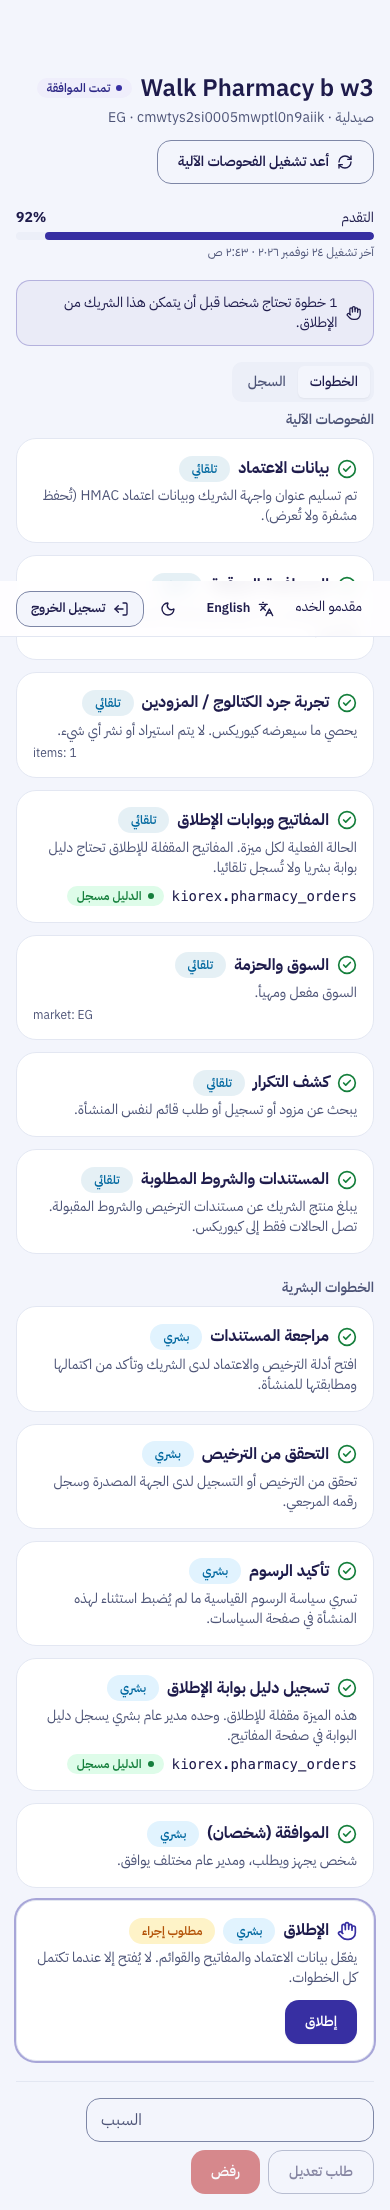 Walk Pharmacy b w3 تمت الموافقة
صيدلية · EG · cmwtys2si0005mwptl0n9aiik
أعد تشغيل الفحوصات الآلية
التقدم 92%
آخر تشغيل ٢٤ نوفمبر ٢٠٢٦ · ٢:٤٣ ص
1 خطوة تحتاج شخصا قبل أن يتمكن هذا الشريك من
الإطلاق.
الخطوات السجل
الفحوصات الآلية
بيانات الاعتماد تلقائي
تم تسليم عنوان واجهة الشريك وبيانات اعتماد HMAC (تُحفظ
مشفرة ولا تُعرض).
مقدمو الخدم English تسجيل الخروج
تجربة جرد الكتالوج / المزودين تلقائي
يحصي ما سيعرضه كيوريكس. لا يتم استيراد أو نشر أي شيء.
items: 1
المفاتيح وبوابات الإطلاق تلقائي
الحالة الفعلية لكل ميزة. المفاتيح المقفلة للإطلاق تحتاج دليل
بوابة بشريا ولا تُسجل تلقائيا.
kiorex.pharmacy_orders الدليل مسجل
السوق والحزمة تلقائي
السوق مفعل ومهيأ.
market: EG
كشف التكرار تلقائي
يبحث عن مزود أو تسجيل أو طلب قائم لنفس المنشأة.
المستندات والشروط المطلوبة تلقائي
يبلغ منتج الشريك عن مستندات الترخيص والشروط المقبولة.
تصل الحالات فقط إلى كيوريكس.
الخطوات البشرية
مراجعة المستندات بشري
افتح أدلة الترخيص والاعتماد لدى الشريك وتأكد من اكتمالها
ومطابقتها للمنشأة.
التحقق من الترخيص بشري
تحقق من الترخيص أو التسجيل لدى الجهة المصدرة وسجل
رقمه المرجعي.
تأكيد الرسوم بشري
تسري سياسة الرسوم القياسية ما لم يُضبط استثناء لهذه
المنشأة في صفحة السياسات.
تسجيل دليل بوابة الإطلاق بشري
هذه الميزة مقفلة للإطلاق. وحده مدير عام بشري يسجل دليل
البوابة في صفحة المفاتيح.
kiorex.pharmacy_orders الدليل مسجل
الموافقة (شخصان) بشري
شخص يجهز ويطلب، ومدير عام مختلف يوافق.
الإطلاق بشري مطلوب إجراء
يفعّل بيانات الاعتماد والمفاتيح والقوائم. لا يُفتح إلا عندما تكتمل
كل الخطوات.
إطلاق
السبب
طلب تعديل رفض